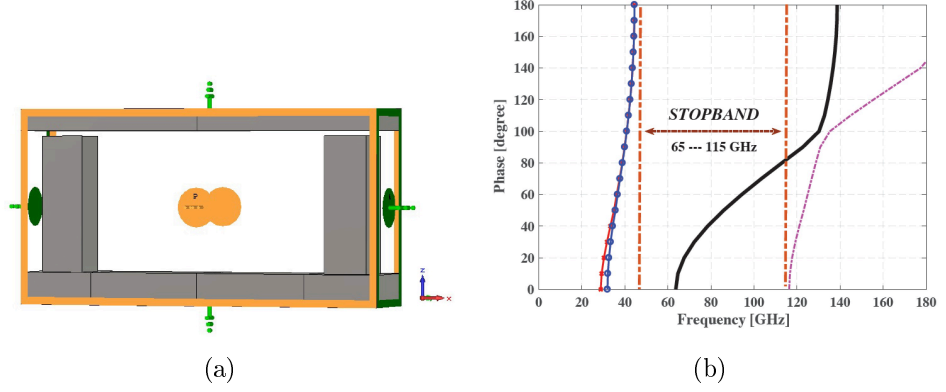 P
z
x
180
160
140
120
100
80
60
40
20
0
Phase [degree]
STOPBAND
65 --- 115 GHz
0 20 40 60 80 100 120 140 160 180
Frequency [GHz]
(a) (b)